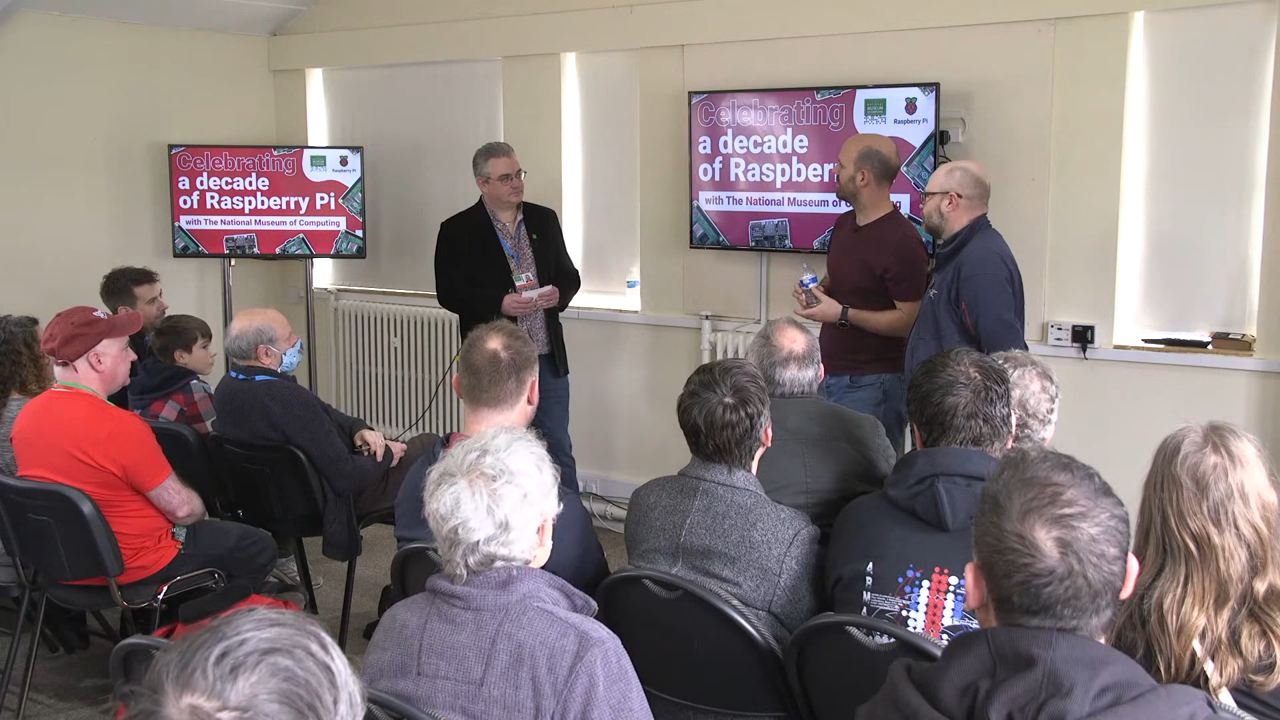 Celebrating
a decade
of Raspberry Pi
with The National Museum of Computing
Raspberry Pi
Celebrating
a decade
of Raspberr
with The National Museum of
Raspberry Pi
ARMA